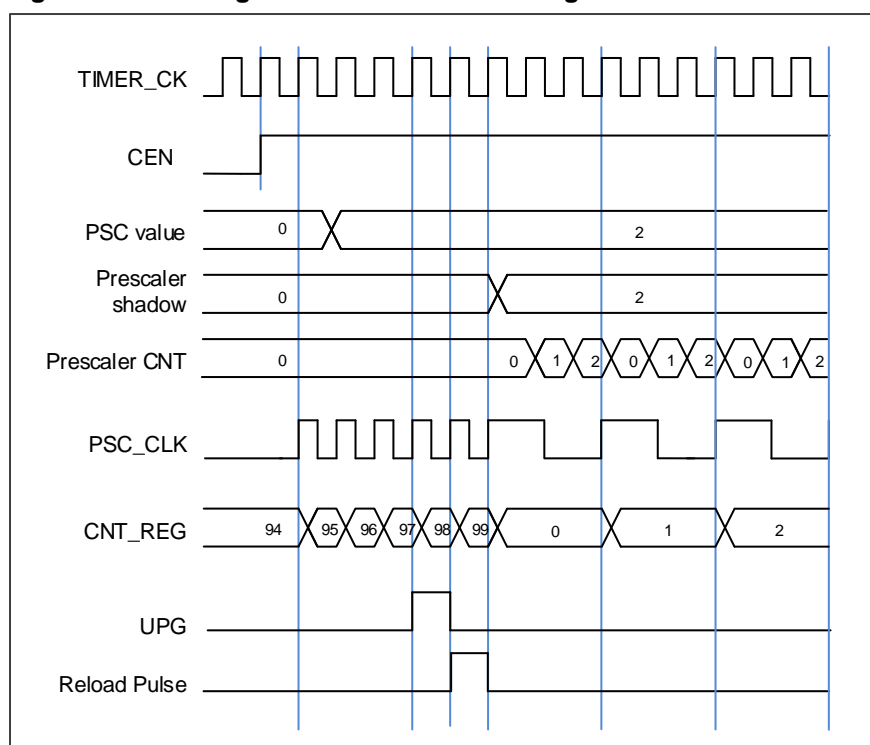 TIMER_CK
CEN
PSC value 0 2
Prescaler
shadow 0 2
Prescaler CNT 0 0 1 2 0 1 2 0 1 2
PSC_CLK
CNT_REG 94 95 96 97 98 99 0 1 2
UPG
Reload Pulse